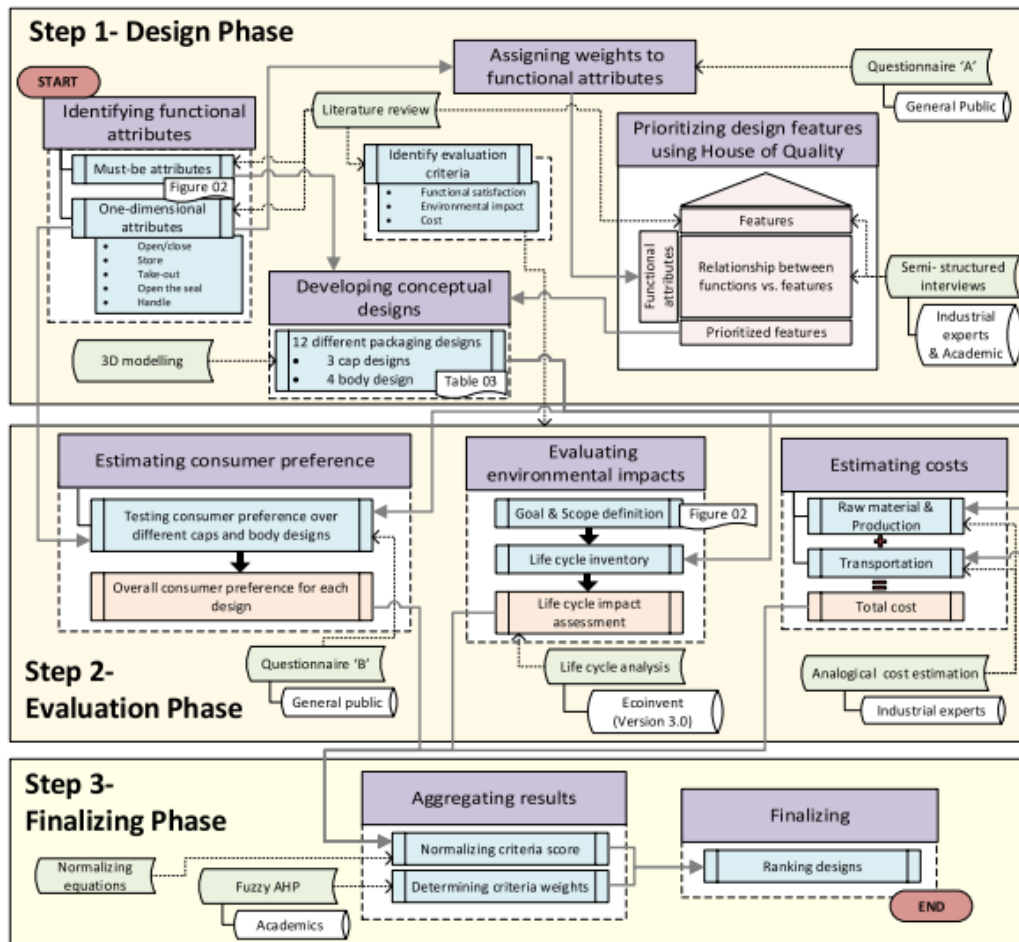 Step 1- Design Phase
START
Identifying functional
attributes
Must-be attributes
Figure 02
One-dimensional
attributes
• Open/close
• Store
• Take-out
• Open the seal
• Handle
Literature review
Identify evaluation
criteria
• Functional satisfaction
• Environmental impact
• Cost
Assigning weights to
functional attributes
Questionnaire ‘A’
General Public
Prioritizing design features
using House of Quality
Features
Functional
attributes
Relationship between
functions vs. features
Prioritized features
Semi- structured
interviews
Industrial
experts
& Academic
Developing conceptual
designs
12 different packaging designs
• 3 cap designs
• 4 body design
Table 03
3D modelling
Estimating consumer preference
Testing consumer preference over
different caps and body designs
Overall consumer preference for each
design
Questionnaire ‘B’
General public
Step 2-
Evaluation Phase
Evaluating
environmental impacts
Goal & Scope definition
Figure 02
Life cycle inventory
Life cycle impact
assessment
Life cycle analysis
Ecoinvent
(Version 3.0)
Estimating costs
Raw material &
Production
+
Transportation
=
Total cost
Analogical cost estimation
Industrial experts
Step 3-
Finalizing Phase
Aggregating results
Normalizing criteria score
Determining criteria weights
Normalizing
equations
Fuzzy AHP
Academics
Finalizing
Ranking designs
END